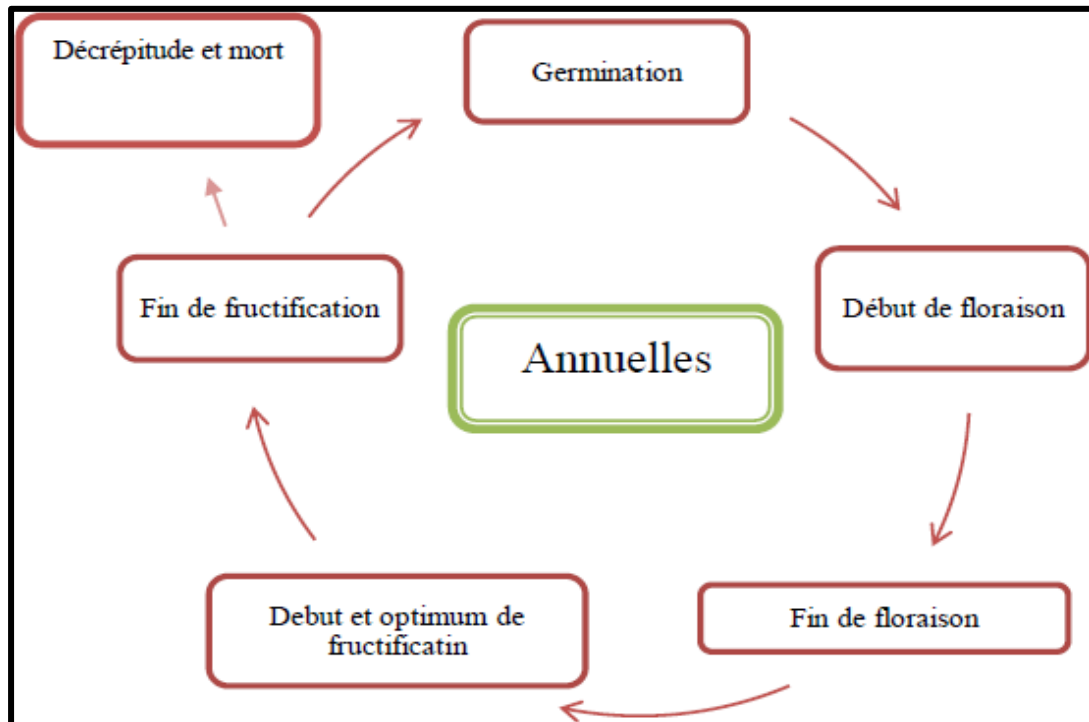 Décrépitude et mort
Germination
Début de floraison
Fin de floraison
Debut et optimum de
fructificatin
Fin de fructification
Annuelles